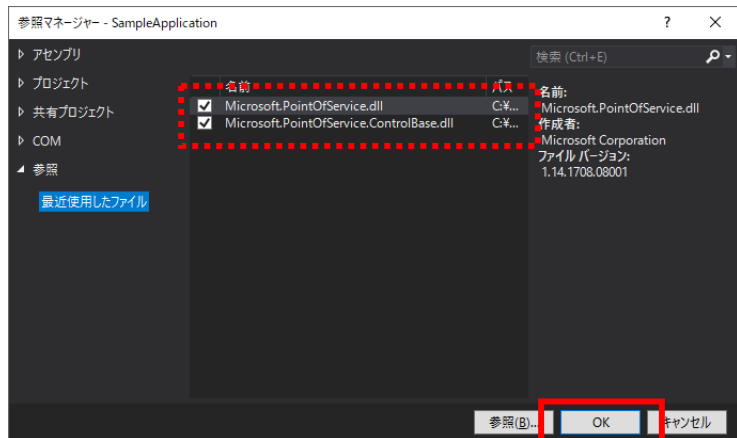 参照マネージャー - SampleApplication
? ×
アセンブリ
プロジェクト
共有プロジェクト
COM
参照
最近使用したファイル
名前 パス
Microsoft.PointOfService.dll C:¥...
Microsoft.PointOfService.ControlBase.dll C:¥...
検索 (Ctrl+E)
名前:
Microsoft.PointOfService.dll
作成者:
Microsoft Corporation
ファイル バージョン:
1.14.1708.08001
参照(B)... OK キャンセル